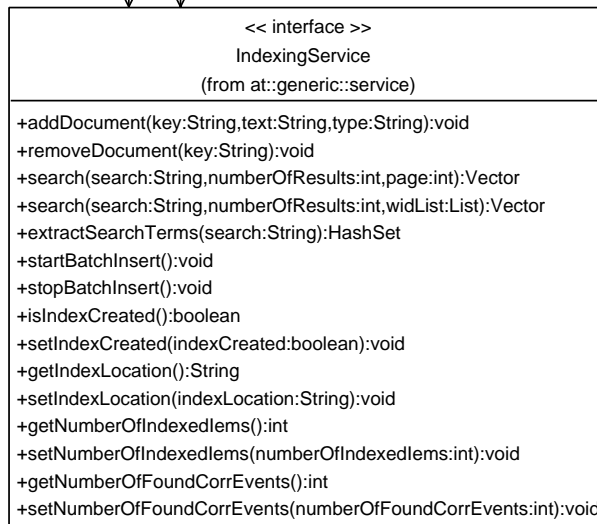 << interface >>
IndexingService
(from at::generic::service)
+addDocument(key:String,text:String,type:String):void
+removeDocument(key:String):void
+search(search:String,numberOfResults:int,page:int):Vector
+search(search:String,numberOfResults:int,widList:List):Vector
+extractSearchTerms(search:String):HashSet
+startBatchInsert():void
+stopBatchInsert():void
+isIndexCreated():boolean
+setIndexCreated(indexCreated:boolean):void
+getIndexLocation():String
+setIndexLocation(indexLocation:String):void
+getNumberOfIndexedIems():int
+setNumberOfIndexedIems(numberOfIndexedIems:int):void
+getNumberOfFoundCorrEvents():int
+setNumberOfFoundCorrEvents(numberOfFoundCorrEvents:int):void